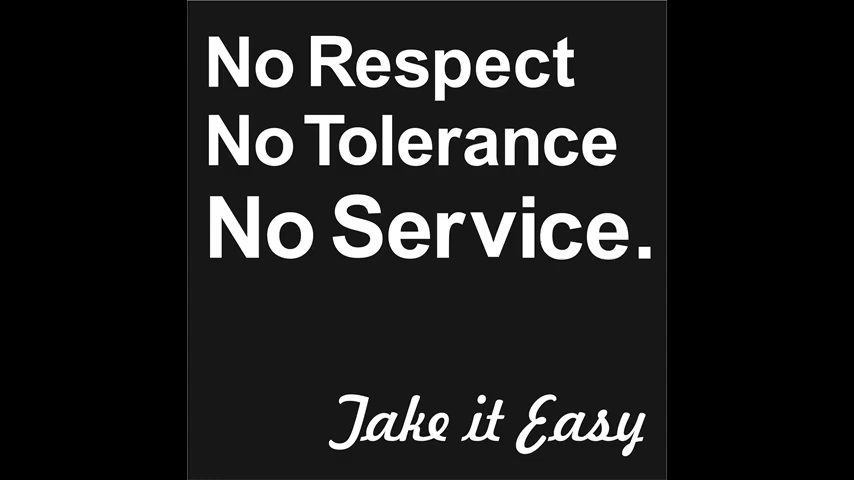 No Respect
No Tolerance
No Service.
Take it Easy